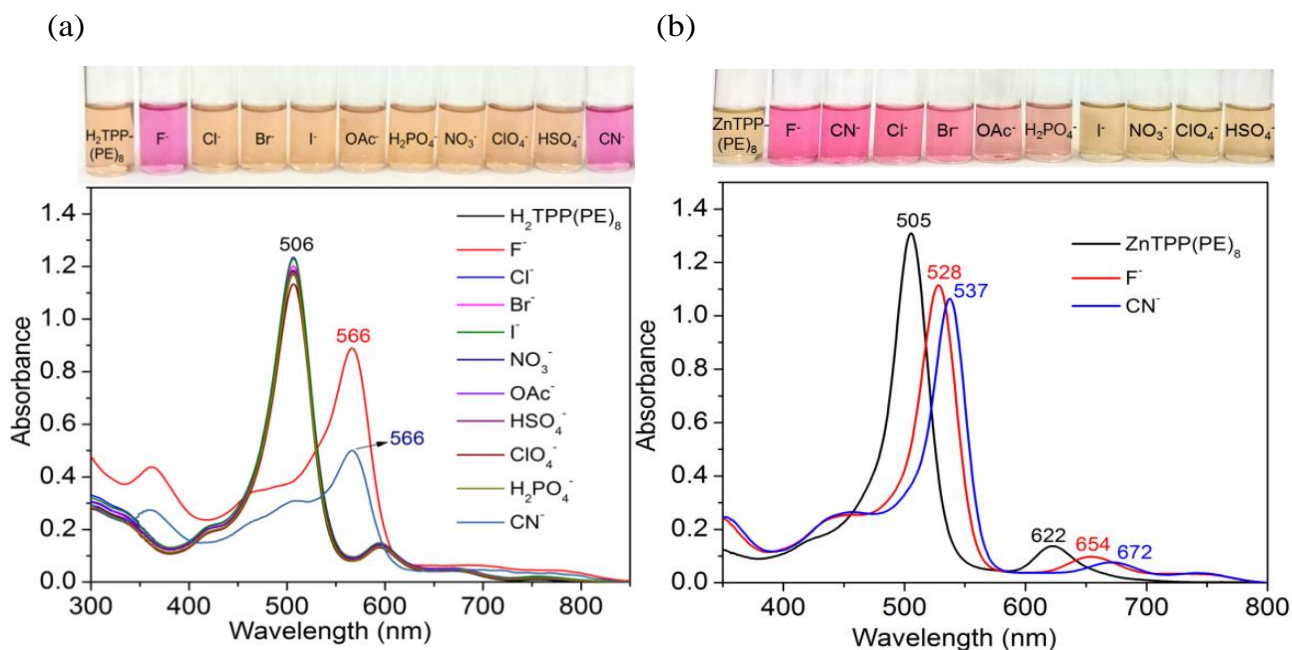 (a)
H₂TPP-(PE)₈ F⁻ Cl⁻ Br⁻ I⁻ OAc⁻ H₂PO₄⁻ NO₃⁻ ClO₄⁻ HSO₄⁻ CN⁻
1.4
1.2
1.0
0.8
0.6
0.4
0.2
0.0
Absorbance
506
566
566
H₂TPP(PE)₈
F⁻
Cl⁻
Br⁻
I⁻
NO₃⁻
OAc⁻
HSO₄⁻
ClO₄⁻
H₂PO₄⁻
CN⁻
300 400 500 600 700 800
Wavelength (nm)
(b)
ZnTPP-(PE)₈ F⁻ CN⁻ Cl⁻ Br⁻ OAc⁻ H₂PO₄⁻ I⁻ NO₃⁻ ClO₄⁻ HSO₄⁻
1.4
1.2
1.0
0.8
0.6
0.4
0.2
0.0
Absorbance
505
528
537
622
654
672
ZnTPP(PE)₈
F⁻
CN⁻
400 500 600 700 800
Wavelength (nm)